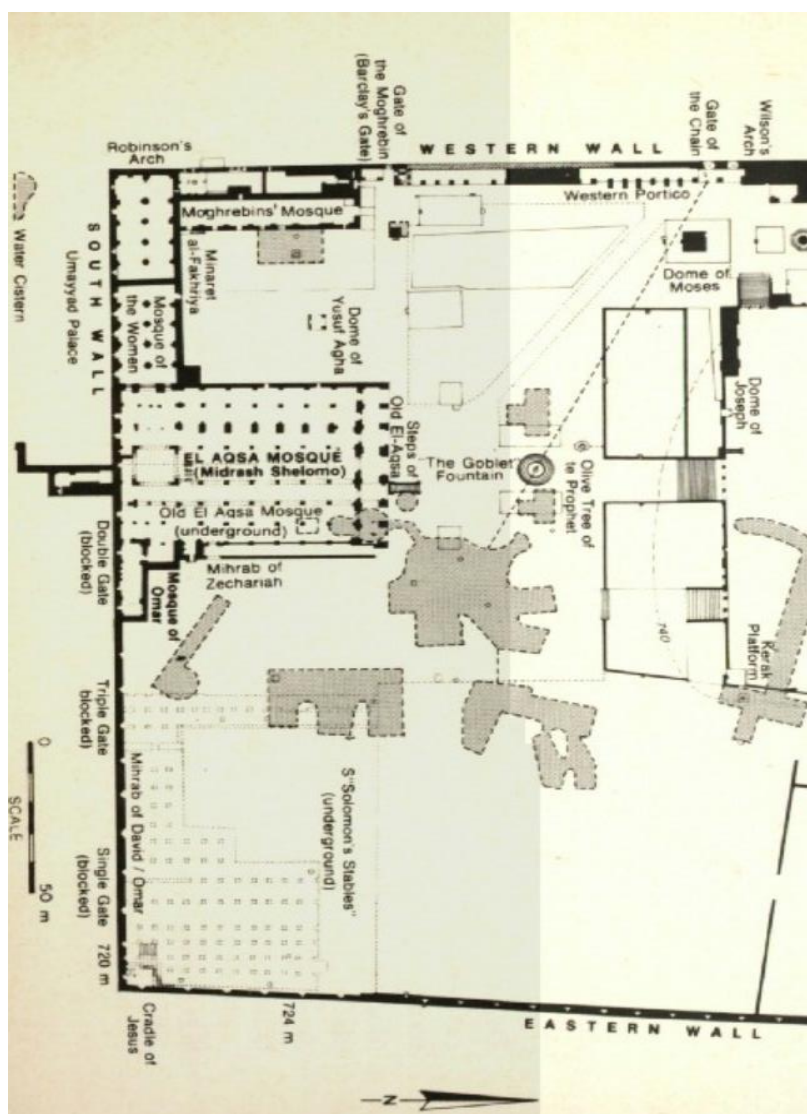 Robinson's
Arch
Gate of
the Moghrebin
(Barclay's Gate)
WESTERN WALL
Gate of
the Chain
Wilson's
Arch
Western Portico
Moghrebins' Mosque
Minaret
al-Fakhriya
Dome of
Moses
Water Cistern
SOUTH WALL
Umayyad Palace
Mosque of
the Women
Dome of
Yusuf Agha
Dome of
Joseph
EL AQSA MOSQUE
(Midrash Shelomo)
Steps of
Old El-Aqsa
The Goblet
Fountain
Olive Tree of
te Prophet
Old El Aqsa Mosque
(underground)
Double Gate
(blocked)
Mosque of
Omar
Mihrab of
Zechariah
740
Kerak
Platform
Triple Gate
blocked)
Mihrab of David / Omar
S"Solomon's Stables"
(underground)
0
SCALE
50 m
Single Gate
(blocked)
720 m
Cradle of
Jesus
724 m
EASTERN WALL
N